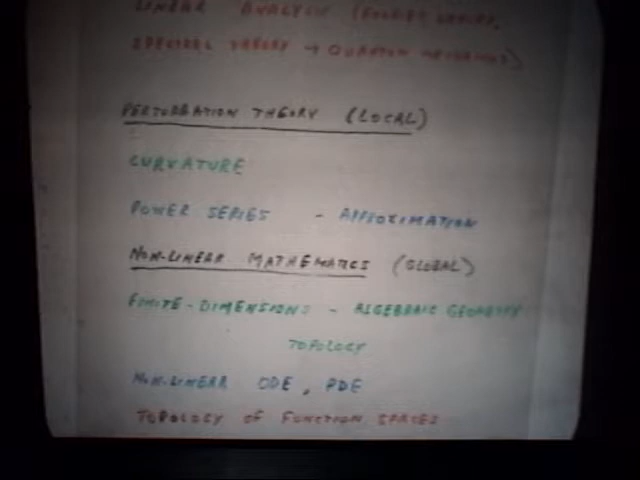 LINEAR ANALYSIS (FOURIER SERIES,
SPECTRAL THEORY → QUANTUM MECHANICS)
PERTURBATION THEORY (LOCAL)
CURVATURE
POWER SERIES - APPROXIMATION
NON-LINEAR MATHEMATICS (GLOBAL)
FINITE-DIMENSIONS - ALGEBRAIC GEOMETRY
TOPOLOGY
NON-LINEAR ODE, PDE
TOPOLOGY OF FUNCTION SPACES